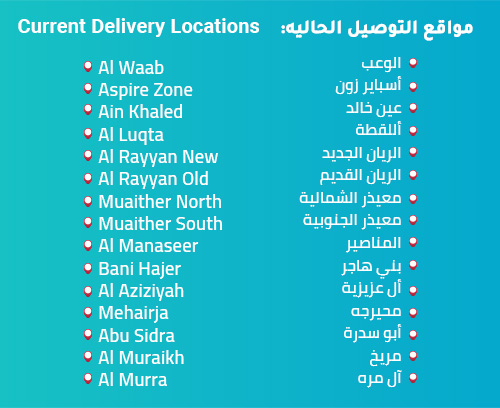 Current Delivery Locations
Al Waab
Aspire Zone
Ain Khaled
Al Luqta
Al Rayyan New
Al Rayyan Old
Muaither North
Muaither South
Al Manaseer
Bani Hajer
Al Aziziyah
Mehairja
Abu Sidra
Al Muraikh
Al Murra
مواقع التوصيل الحاليه:
الوعب
أسباير زون
عين خالد
أللقطة
الريان الجديد
الريان القديم
معيذر الشمالية
معيذر الجنوبية
المناصير
بني هاجر
أل عزيزية
محيرجه
أبو سدرة
مريخ
آل مره